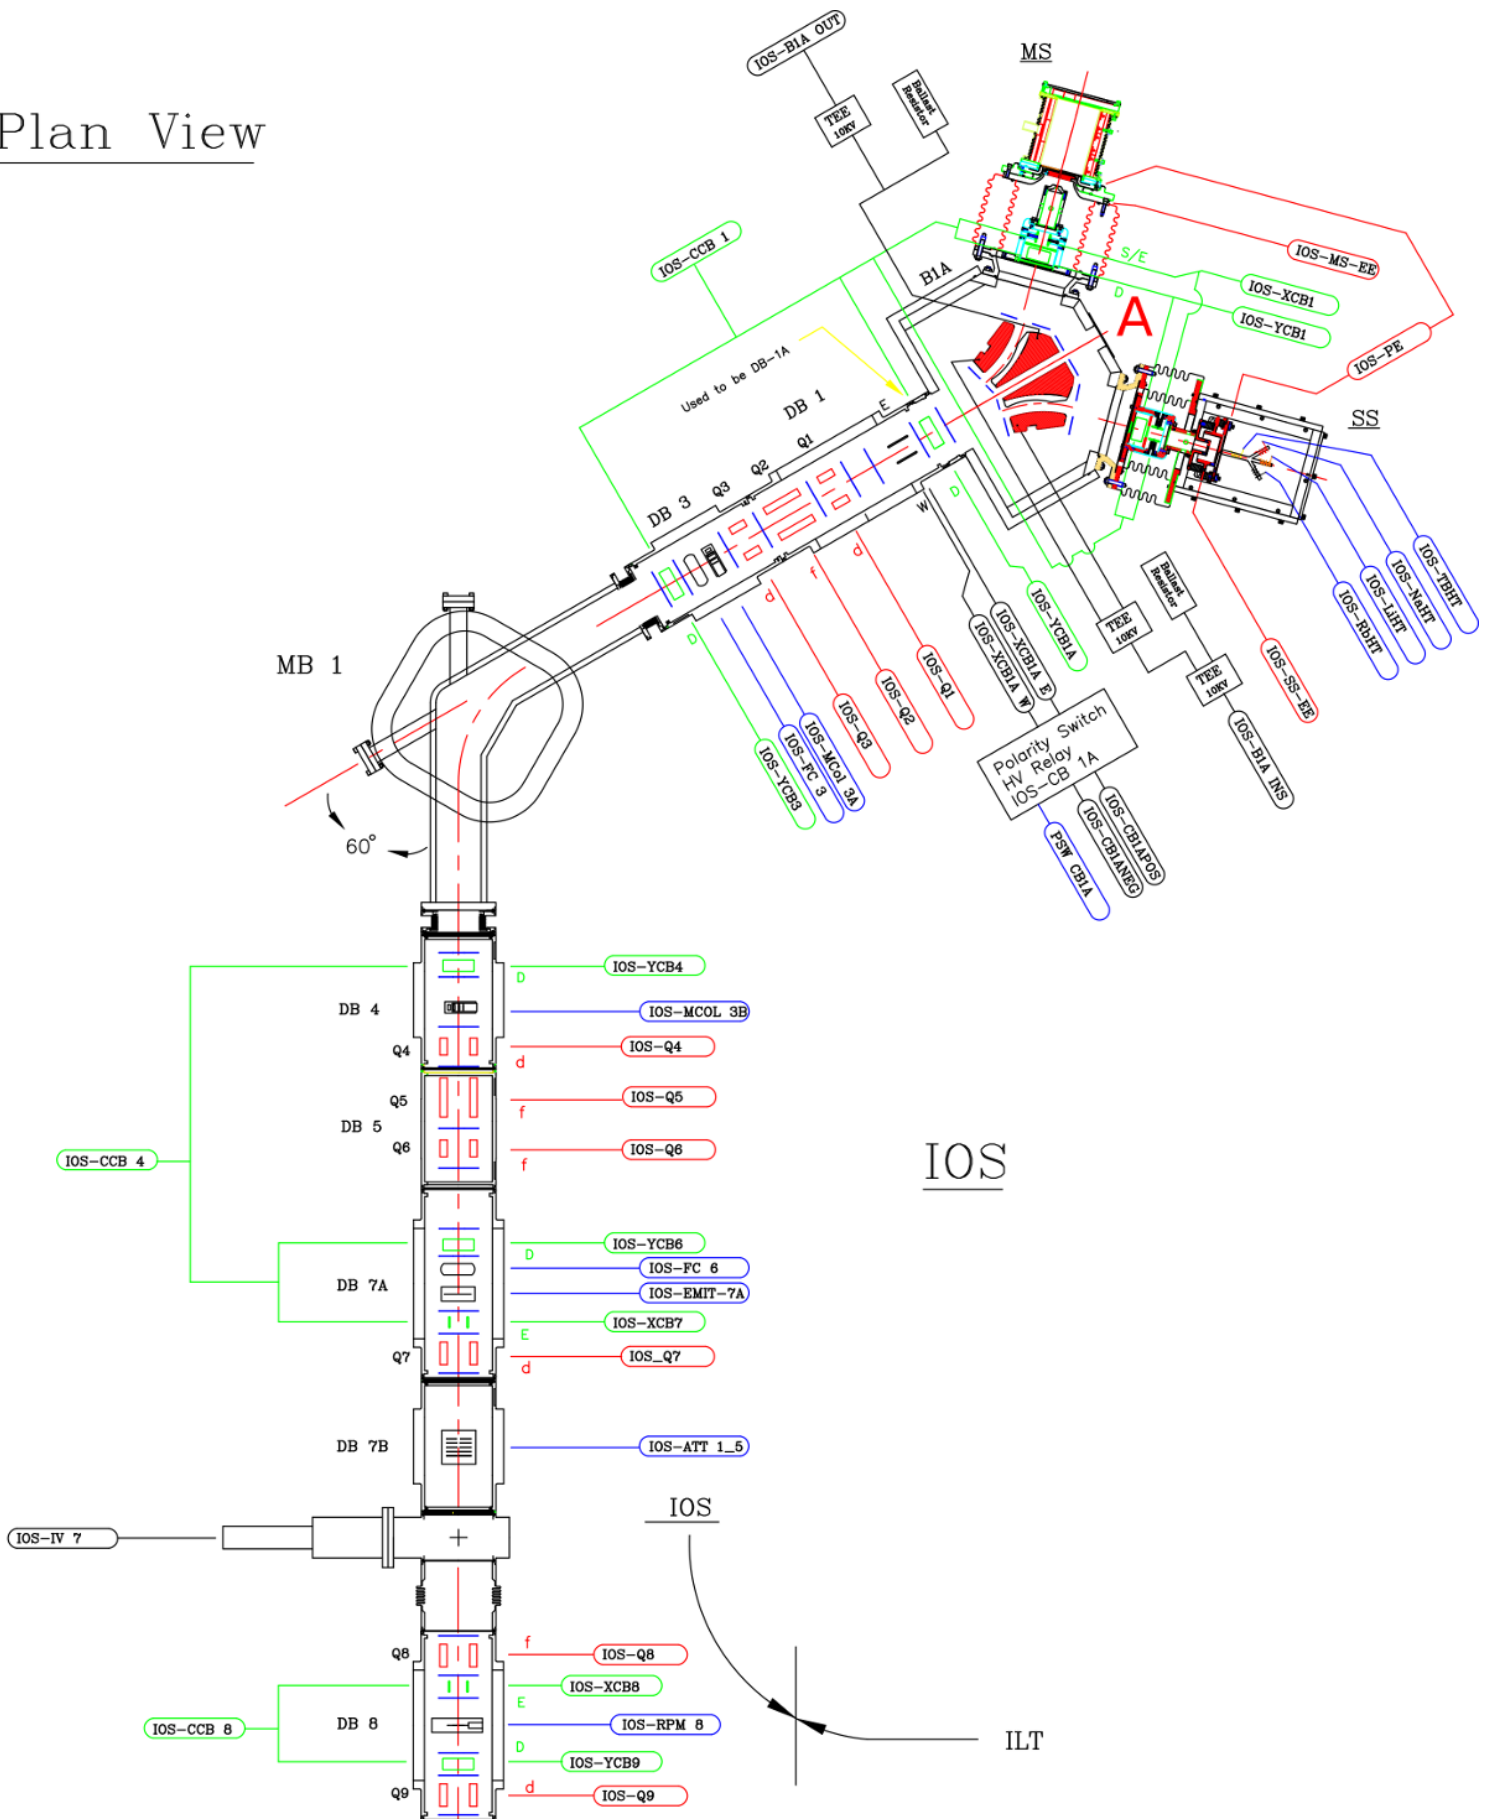 Plan View
IOS-B1A OUT
TEE
10KV
Ballast
Resistor
MS
IOS-CCB 1
B1A
S/E
D
A
IOS-MS-EE
IOS-XCB1
IOS-YCB1
IOS-PE
SS
Used to be DB-1A
DB 1
E
Q1
Q2
Q3
DB 3
D
W
D
d
f
d
MB 1
60°
IOS-YCB3
IOS-FC 3
IOS-MCol 3A
IOS-Q3
IOS-Q2
IOS-Q1
IOS-XCB1A W
IOS-XCB1A E
IOS-YCB1A
TEE
10KV
Ballast
Resistor
TEE
10KV
IOS-B1A INS
IOS-SS-EE
IOS-RbHT
IOS-LiHT
IOS-NaHT
IOS-TBHT
Polarity Switch
HV Relay
IOS-CB 1A
PSW CB1A
IOS-CB1ANEG
IOS-CB1APOS
IOS-YCB4
D
DB 4
IOS-MCOL 3B
Q4
IOS-Q4
d
Q5
IOS-Q5
f
DB 5
Q6
IOS-Q6
f
IOS-CCB 4
IOS
IOS-YCB6
D
IOS-FC 6
DB 7A
IOS-EMIT-7A
IOS-XCB7
E
Q7
IOS_Q7
d
DB 7B
IOS-ATT 1_5
IOS
IOS-IV 7
Q8
f
IOS-Q8
IOS-XCB8
E
IOS-CCB 8
DB 8
IOS-RPM 8
ILT
D
IOS-YCB9
Q9
d
IOS-Q9